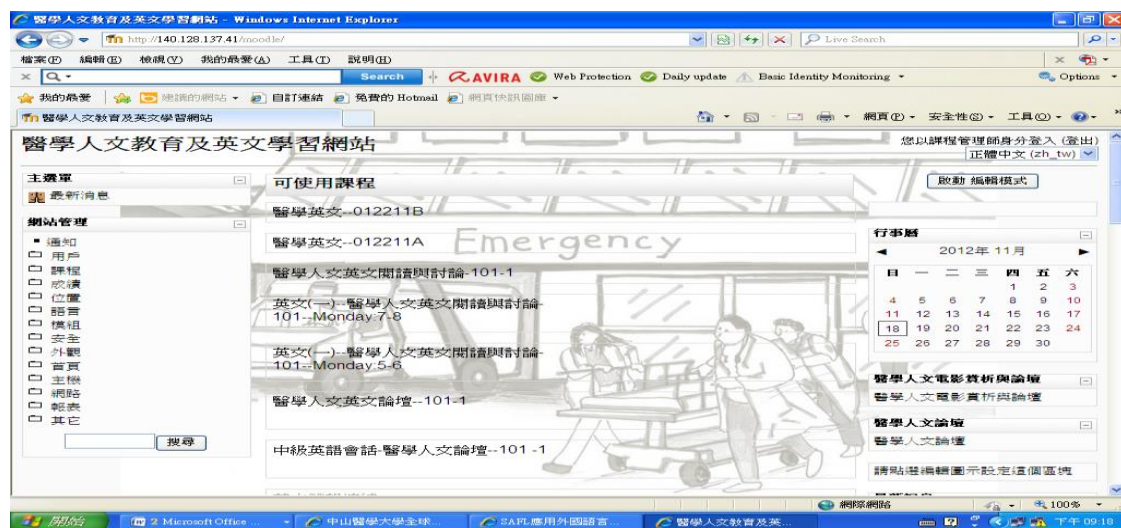 醫學人文教育及英文學習網站 - Windows Internet Explorer
http://140.128.137.41/moodle/
Live Search
檔案(F) 編輯(E) 檢視(V) 我的最愛(A) 工具(T) 說明(H)
Search AVIRA Web Protection Daily update Basic Identity Monitoring Options
我的最愛 建議的網站 自訂連結 免費的 Hotmail 網頁快訊圖庫
醫學人文教育及英文學習網站 網頁(P) 安全性(S) 工具(O)
醫學人文教育及英文學習網站
您以課程管理師身分登入 (登出)
正體中文 (zh_tw)
主選單
最新消息
網站管理
通知
用戶
課程
成績
位置
語言
模組
安全
外觀
首頁
主機
網路
報表
其它
搜尋
可使用課程
醫學英文--012211B
醫學英文--012211A
Emergency
醫學人文英文閱讀與討論-101-1
英文(一)--醫學人文英文閱讀與討論-
101--Monday:7-8
英文(一)--醫學人文英文閱讀與討論-
101--Monday:5-6
醫學人文英文論壇--101-1
中級英語會話-醫學人文論壇--101 -1
啟動 編輯模式
行事曆
2012年 11月
日 一 二 三 四 五 六
1 2 3
4 5 6 7 8 9 10
11 12 13 14 15 16 17
18 19 20 21 22 23 24
25 26 27 28 29 30
醫學人文電影賞析與論壇
醫學人文電影賞析與論壇
醫學人文論壇
醫學人文論壇
請點選編輯圖示設定這個區塊
網際網路 100%
開始 2 Microsoft Office ... 中山醫學大學全球... SAFL應用外國語言... 醫學人文教育及英... 下午 09:18